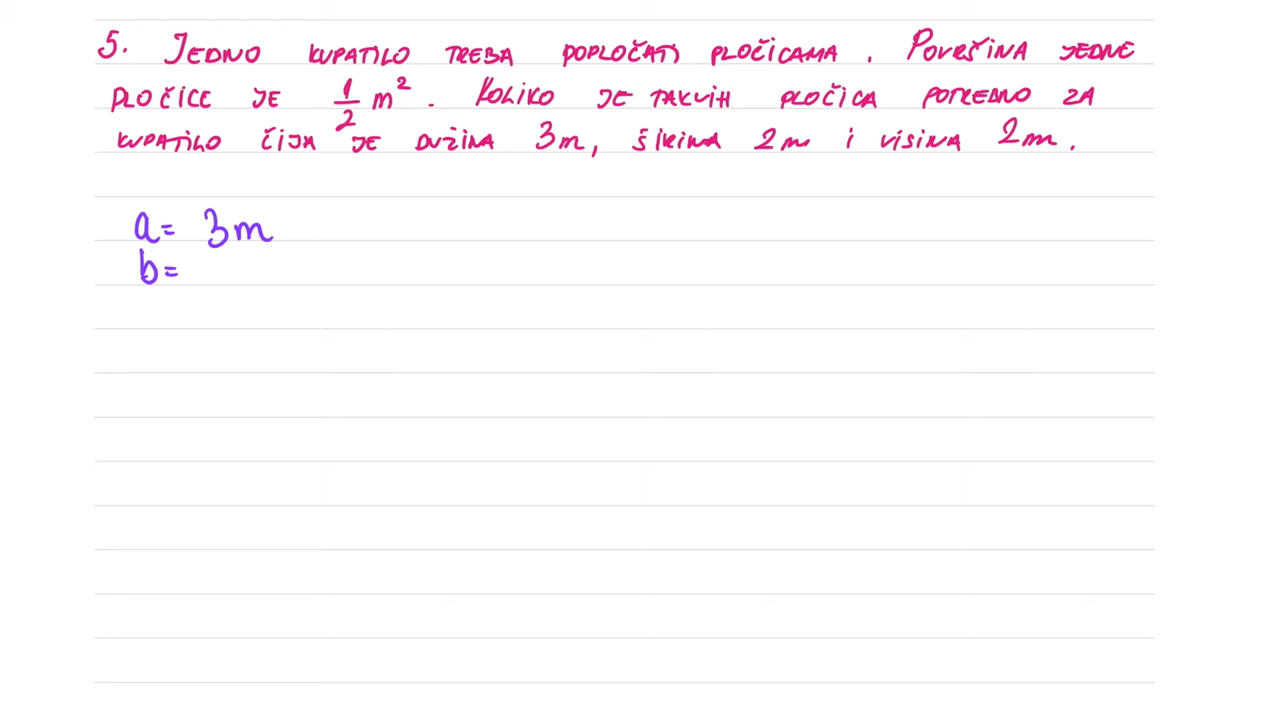 5. JEDNO KUPATILO TREBA POPLOČATI PLOČICAMA. POVRŠINA JEDNE
PLOČICE JE 1/2 m². KOLIKO JE TAKVIH PLOČICA POTREBNO ZA
KUPATILO ČIJA JE DUŽINA 3m, ŠIRINA 2m i VISINA 2m.
a= 3m
b=